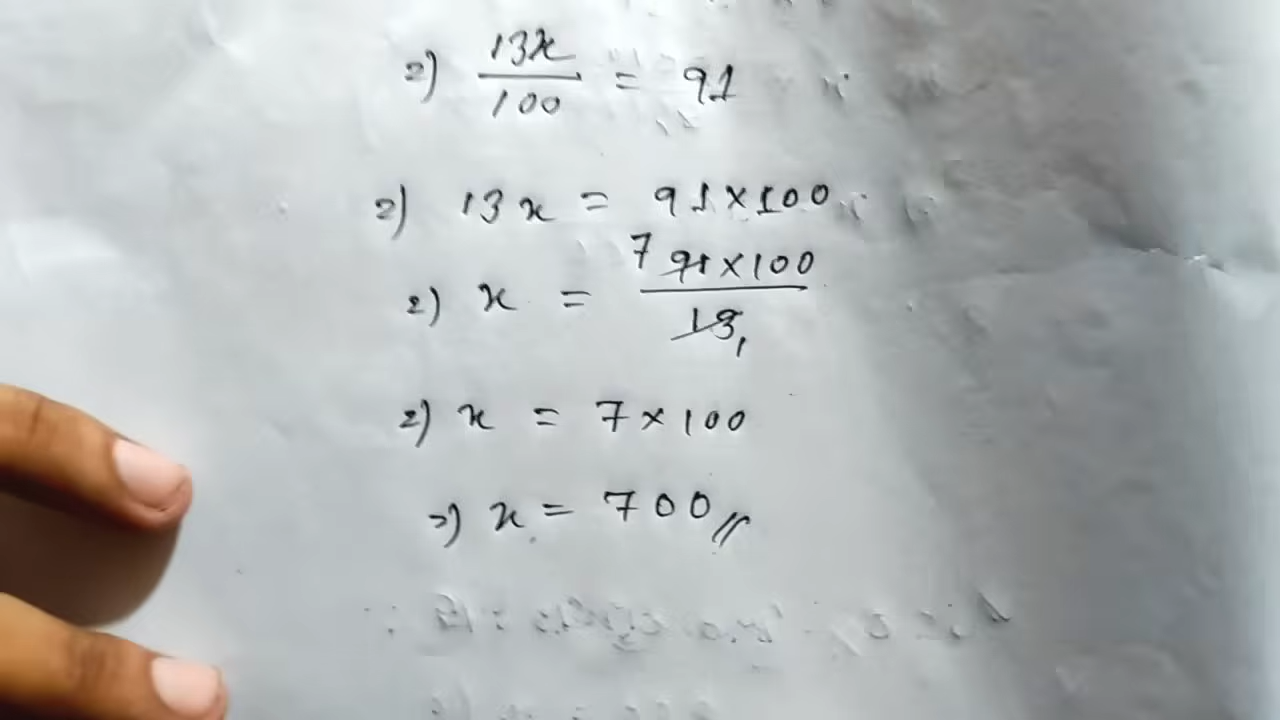 ⇒) 13x/100 = 91
⇒) 13x = 91×100
⇒) x = 7 91×100/13 1
⇒) x = 7×100
⇒) x = 700//